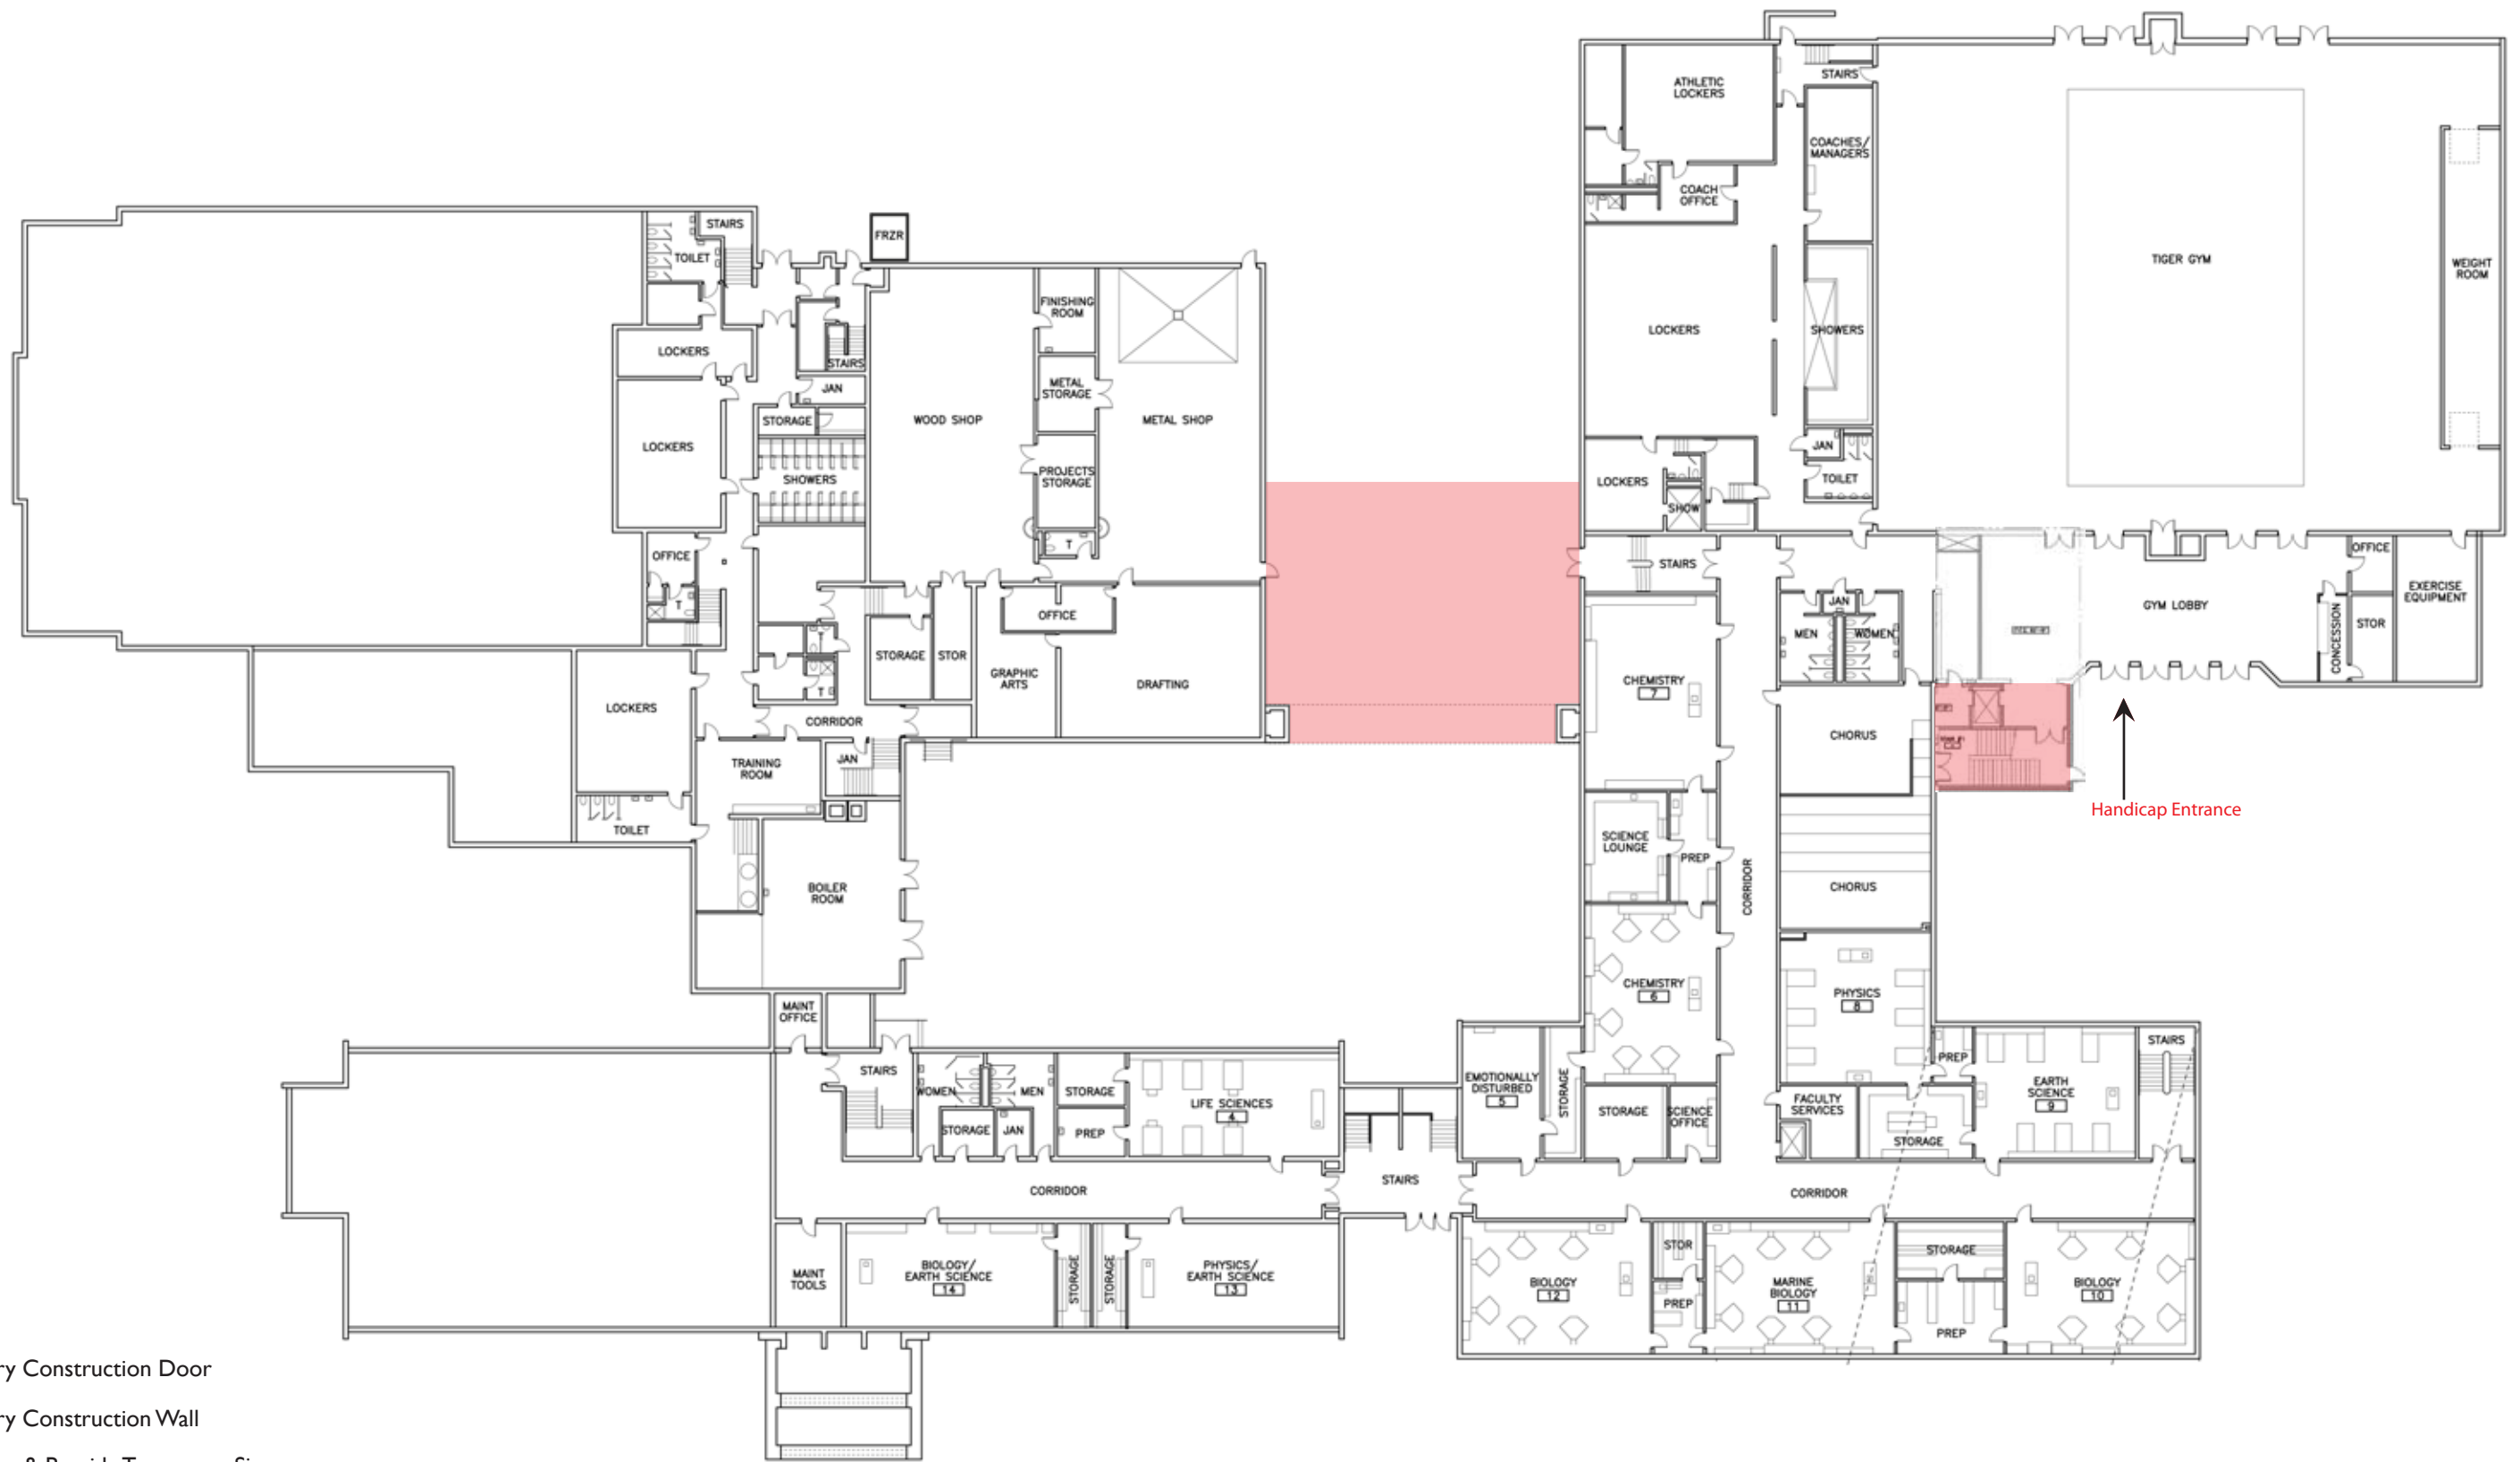 ATHLETIC
LOCKERS
STAIRS
COACHES/
MANAGERS
COACH
OFFICE
TIGER GYM
WEIGHT
ROOM
LOCKERS
SHOWERS
JAN
TOILET
LOCKERS
SHOW
STAIRS
TOILET
STAIRS
FRZR
LOCKERS
STAIRS
JAN
STORAGE
LOCKERS
SHOWERS
WOOD SHOP
FINISHING
ROOM
METAL
STORAGE
PROJECTS
STORAGE
METAL SHOP
T
OFFICE
T
T
T
STORAGE
STOR
OFFICE
GRAPHIC
ARTS
DRAFTING
LOCKERS
CORRIDOR
TRAINING
ROOM
JAN
TOILET
BOILER
ROOM
STAIRS
JAN
MEN
WOMEN
GYM LOBBY
OFFICE
EXERCISE
EQUIPMENT
CONCESSION
STOR
CHEMISTRY
7
CHORUS
Handicap Entrance
SCIENCE
LOUNGE
PREP
CORRIDOR
CHORUS
CHEMISTRY
6
PHYSICS
8
MAINT
OFFICE
STAIRS
WOMEN
MEN
STORAGE
JAN
STORAGE
PREP
LIFE SCIENCES
4
EMOTIONALLY
DISTURBED
5
STORAGE
STORAGE
SCIENCE
OFFICE
FACULTY
SERVICES
PREP
STORAGE
EARTH
SCIENCE
9
STAIRS
CORRIDOR
STAIRS
CORRIDOR
MAINT
TOOLS
BIOLOGY/
EARTH SCIENCE
14
STORAGE
STORAGE
PHYSICS/
EARTH SCIENCE
13
BIOLOGY
12
STOR
PREP
MARINE
BIOLOGY
11
STORAGE
PREP
BIOLOGY
10
ry Construction Door
ry Construction Wall